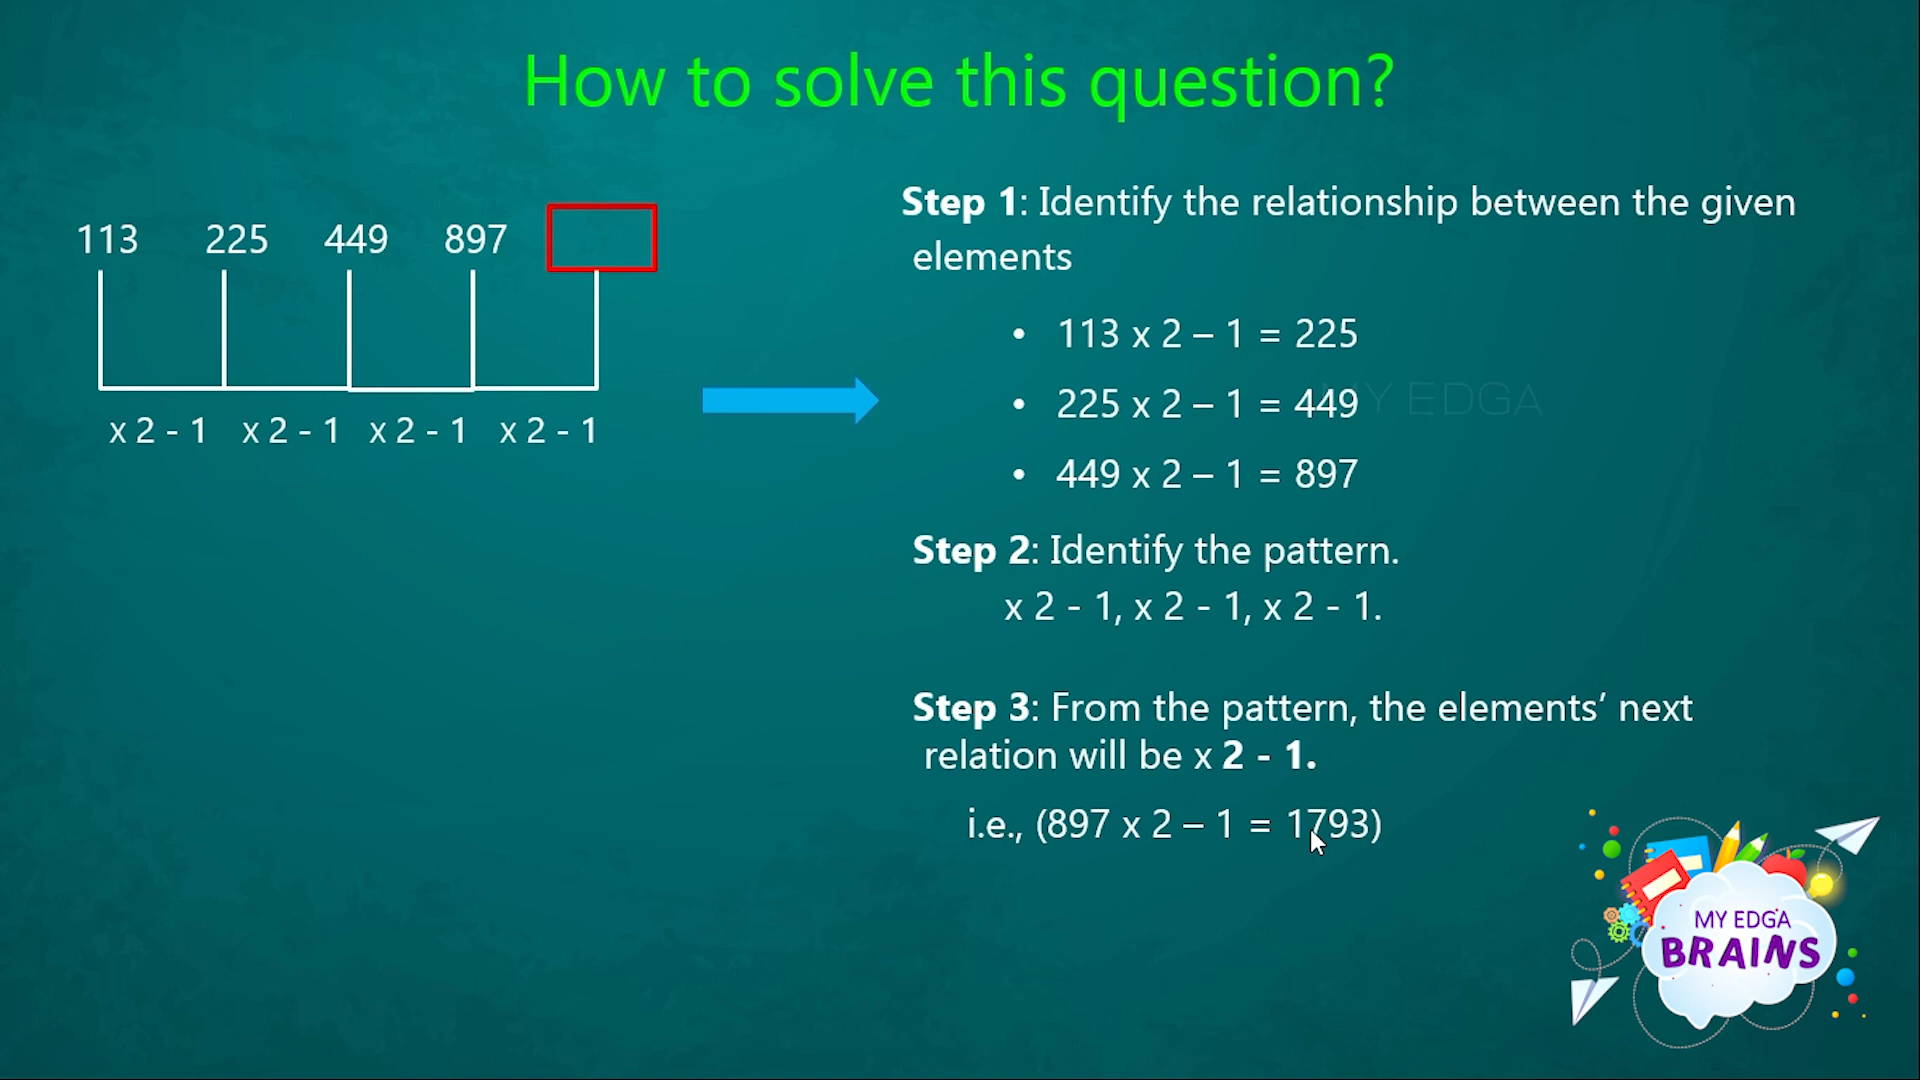 How to solve this question?
113 225 449 897
x 2 - 1 x 2 - 1 x 2 - 1 x 2 - 1
Step 1: Identify the relationship between the given
elements
• 113 x 2 – 1 = 225
• 225 x 2 – 1 = 449
• 449 x 2 – 1 = 897
MY EDGA
Step 2: Identify the pattern.
x 2 - 1, x 2 - 1, x 2 - 1.
Step 3: From the pattern, the elements’ next
relation will be x 2 - 1.
i.e., (897 x 2 – 1 = 1793)
MY EDGA
BRAINS